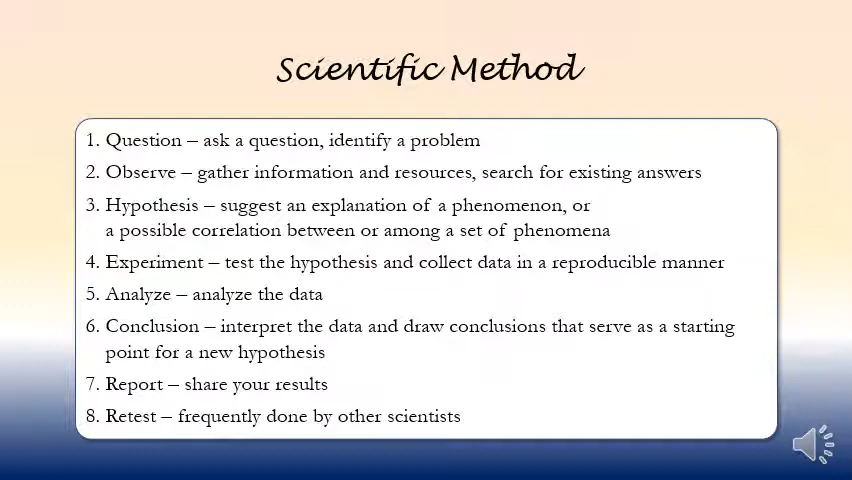 Scientific Method
1. Question – ask a question, identify a problem
2. Observe – gather information and resources, search for existing answers
3. Hypothesis – suggest an explanation of a phenomenon, or
a possible correlation between or among a set of phenomena
4. Experiment – test the hypothesis and collect data in a reproducible manner
5. Analyze – analyze the data
6. Conclusion – interpret the data and draw conclusions that serve as a starting
point for a new hypothesis
7. Report – share your results
8. Retest – frequently done by other scientists